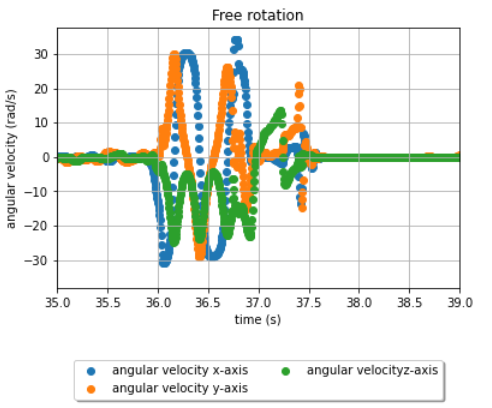 Free rotation
angular velocity (rad/s)
30
20
10
0
−10
−20
−30
35.0 35.5 36.0 36.5 37.0 37.5 38.0 38.5 39.0
time (s)
angular velocity x-axis
angular velocity y-axis
angular velocityz-axis